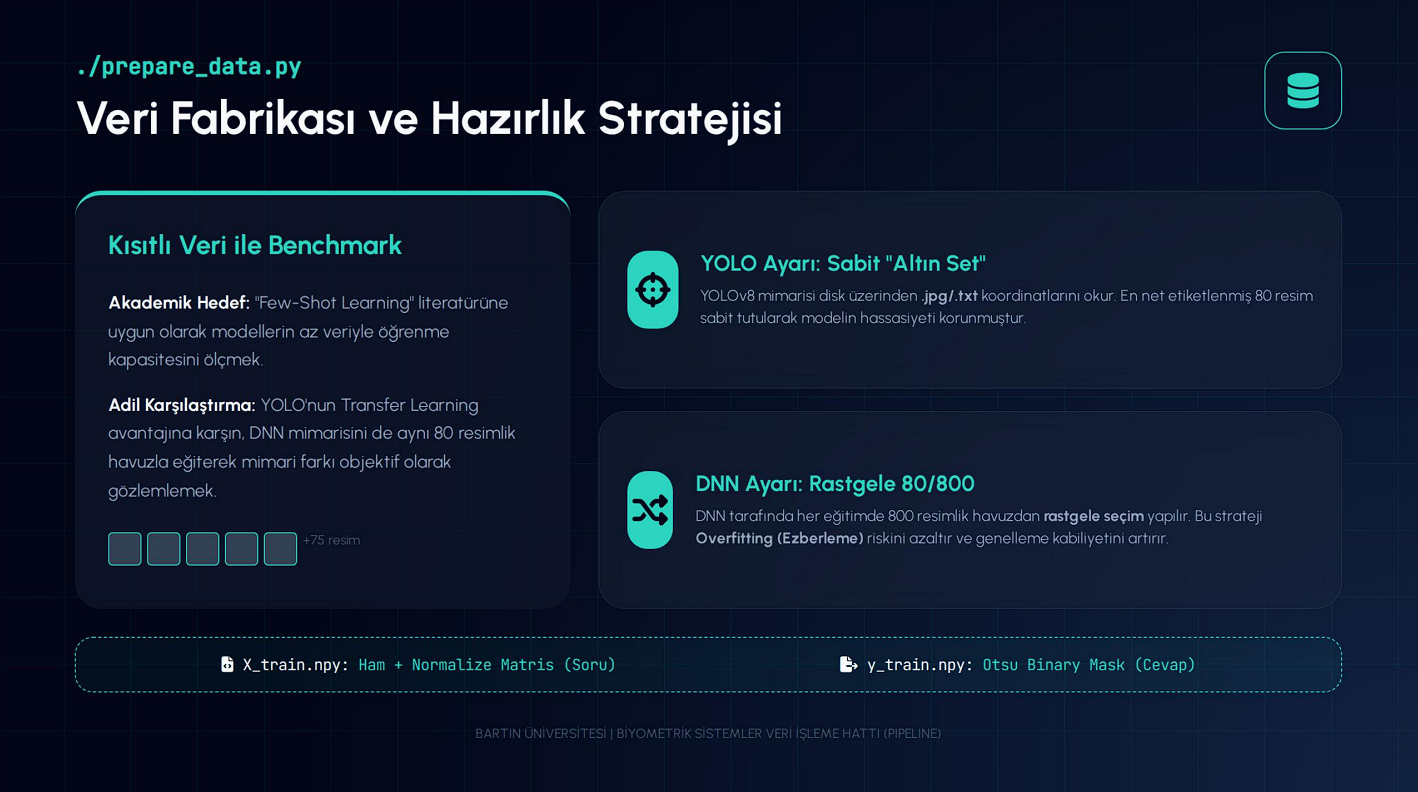 ./prepare_data.py
Veri Fabrikası ve Hazırlık Stratejisi
Kısıtlı Veri ile Benchmark
Akademik Hedef: "Few-Shot Learning" literatürüne
uygun olarak modellerin az veriyle öğrenme
kapasitesini ölçmek.
Adil Karşılaştırma: YOLO'nun Transfer Learning
avantajına karşın, DNN mimarisini de aynı 80 resimlik
havuzla eğiterek mimari farkı objektif olarak
gözlemlemek.
+75 resim
YOLO Ayarı: Sabit "Altın Set"
YOLOv8 mimarisi disk üzerinden .jpg/.txt koordinatlarını okur. En net etiketlenmiş 80 resim
sabit tutularak modelin hassasiyeti korunmuştur.
DNN Ayarı: Rastgele 80/800
DNN tarafında her eğitimde 800 resimlik havuzdan rastgele seçim yapılır. Bu strateji
Overfitting (Ezberleme) riskini azaltır ve genelleme kabiliyetini artırır.
X_train.npy: Ham + Normalize Matris (Soru)
y_train.npy: Otsu Binary Mask (Cevap)
BARTIN ÜNİVERSİTESİ | BİYOMETRİK SİSTEMLER VERİ İŞLEME HATTI (PIPELINE)